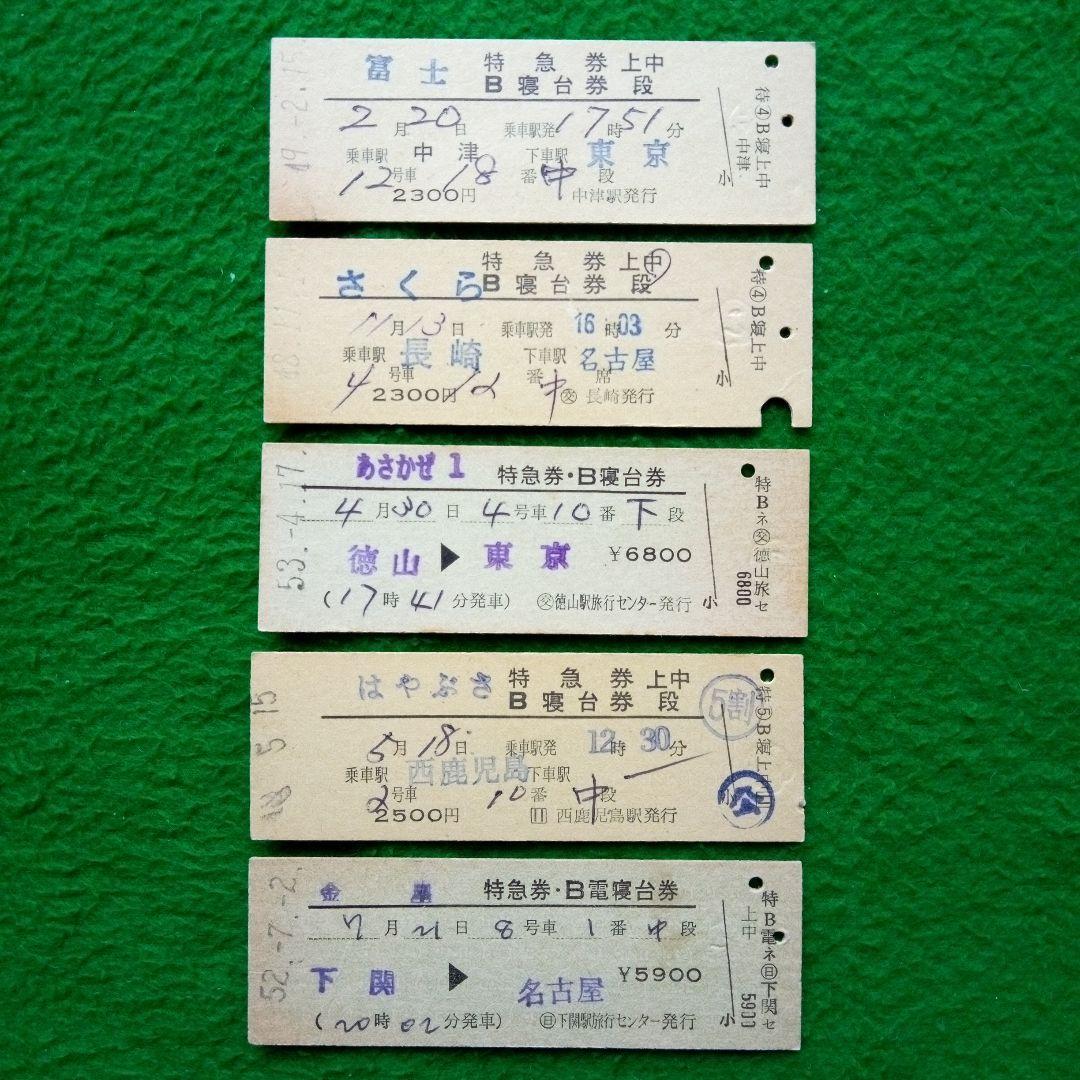 49.-2.15
富士 特急券 上中
B寝台券 段
2月20日 乗車駅発17時51分
乗車駅 中津 下車駅 東京
12号車 18番 中段
2300円 中津駅発行
小
待④B寝上中
中津
さくら 特急券 上中
B寝台券 段
11月13日 乗車駅発 16時03分
乗車駅 長崎 下車駅 名古屋
4号車 12番 中席
2300円 交 長崎発行
小
待④B寝上中
53.-4.17.
あさかぜ1 特急券・B寝台券
4月30日 4号車10番下段
徳山▶東京 ¥6800
(17時41分発車) 交徳山駅旅行センター発行
小
特Bネ交徳山旅セ
6800
5 15
はやぶさ 特急券 上中
B寝台券 段
5月18日 乗車駅発 12時30分
乗車駅 西鹿児島 下車駅
2号車 10番 中段
2500円 西鹿児島駅発行
5割
小
公
特⑤B寝上中
52.-7.-2.
金星 特急券・B電寝台券
7月21日 8号車 1番中段
下関▶名古屋 ¥5900
(20時02分発車) 日下関駅旅行センター発行
小
上中
特B電ネ日下関セ
5900